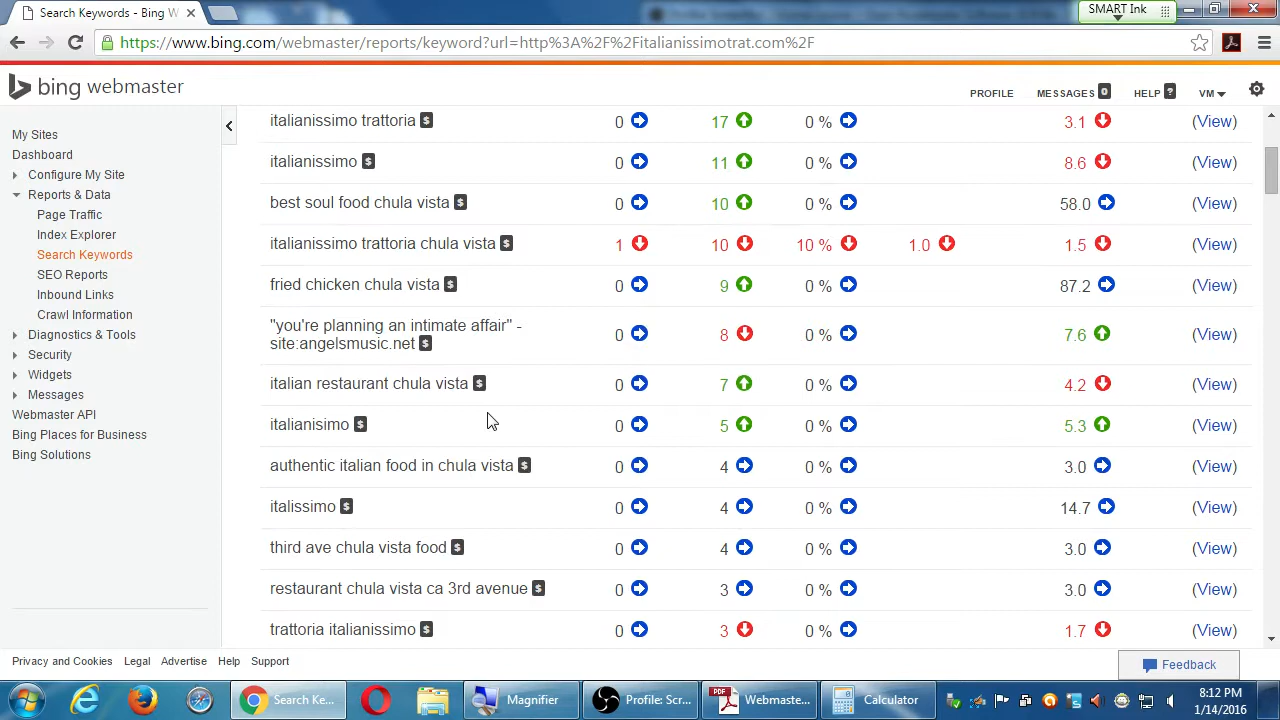 Search Keywords - Bing W
SMART Ink
https://www.bing.com/webmaster/reports/keyword?url=http%3A%2F%2Fitalianissimotrat.com%2F
bing webmaster
PROFILE MESSAGES 0 HELP ? VM
My Sites
Dashboard
Configure My Site
Reports & Data
Page Traffic
Index Explorer
Search Keywords
SEO Reports
Inbound Links
Crawl Information
Diagnostics & Tools
Security
Widgets
Messages
Webmaster API
Bing Places for Business
Bing Solutions
italianissimo trattoria $ 0 17 0 % 3.1 (View)
italianissimo $ 0 11 0 % 8.6 (View)
best soul food chula vista $ 0 10 0 % 58.0 (View)
italianissimo trattoria chula vista $ 1 10 10 % 1.0 1.5 (View)
fried chicken chula vista $ 0 9 0 % 87.2 (View)
"you're planning an intimate affair" -
site:angelsmusic.net $ 0 8 0 % 7.6 (View)
italian restaurant chula vista $ 0 7 0 % 4.2 (View)
italianisimo $ 0 5 0 % 5.3 (View)
authentic italian food in chula vista $ 0 4 0 % 3.0 (View)
italissimo $ 0 4 0 % 14.7 (View)
third ave chula vista food $ 0 4 0 % 3.0 (View)
restaurant chula vista ca 3rd avenue $ 0 3 0 % 3.0 (View)
trattoria italianissimo $ 0 3 0 % 1.7 (View)
Privacy and Cookies Legal Advertise Help Support
Feedback
Search Ke... Magnifier Profile: Scr... PDF Webmaste... Calculator
8:12 PM
1/14/2016